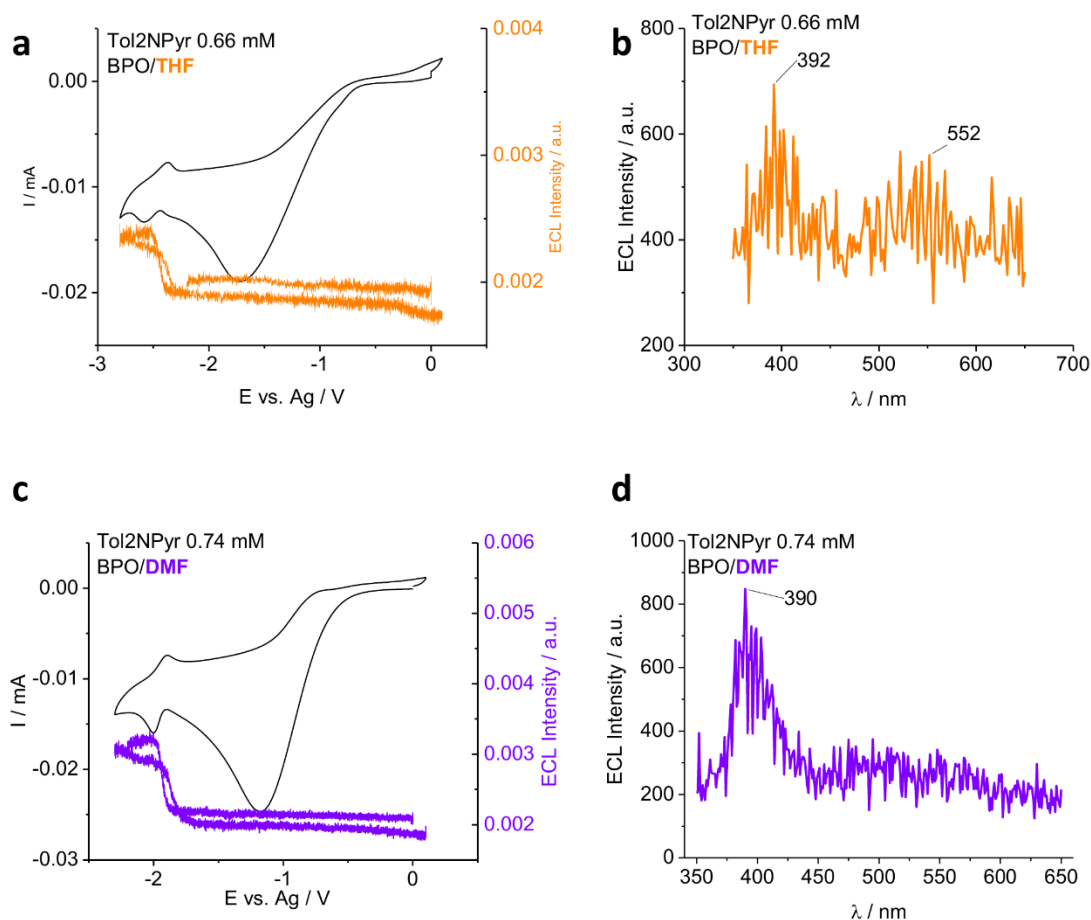 a
Tol2NPyr 0.66 mM
BPO/THF
0.00
-0.01
-0.02
I / mA
-3
-2
-1
0
E vs. Ag / V
0.004
0.003
0.002
ECL Intensity / a.u.
b
Tol2NPyr 0.66 mM
BPO/THF
392
552
800
600
400
200
ECL Intensity / a.u.
300
400
500
600
700
λ / nm
c
Tol2NPyr 0.74 mM
BPO/DMF
0.00
-0.01
-0.02
-0.03
I / mA
-2
-1
0
E vs. Ag / V
0.006
0.005
0.004
0.003
0.002
ECL Intensity / a.u.
d
Tol2NPyr 0.74 mM
BPO/DMF
390
1000
800
600
400
200
0
ECL Intensity / a.u.
350
400
450
500
550
600
650
λ / nm